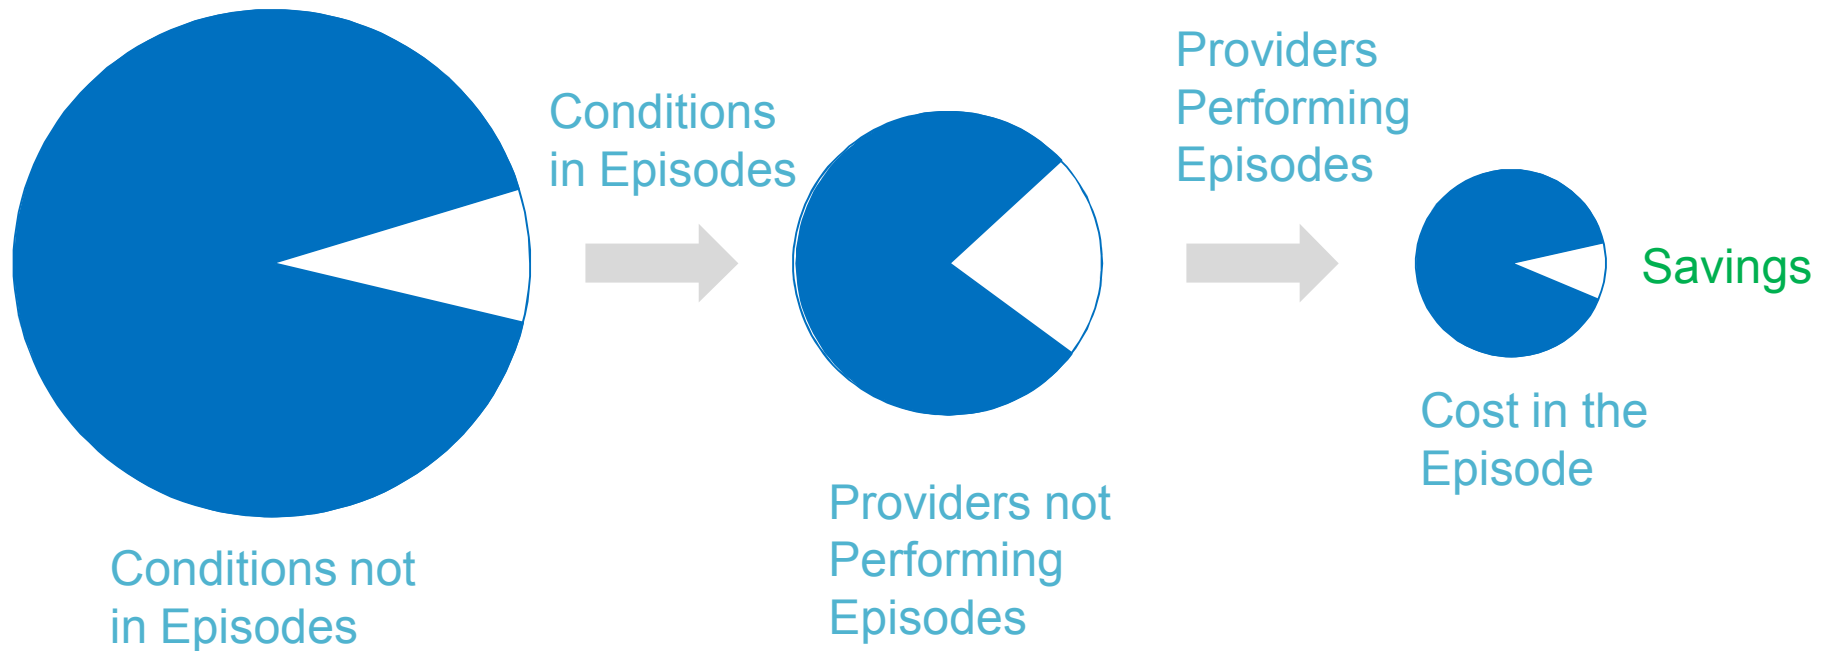 Conditions not
in Episodes
Conditions
in Episodes
Providers not
Performing
Episodes
Providers
Performing
Episodes
Cost in the
Episode
Savings